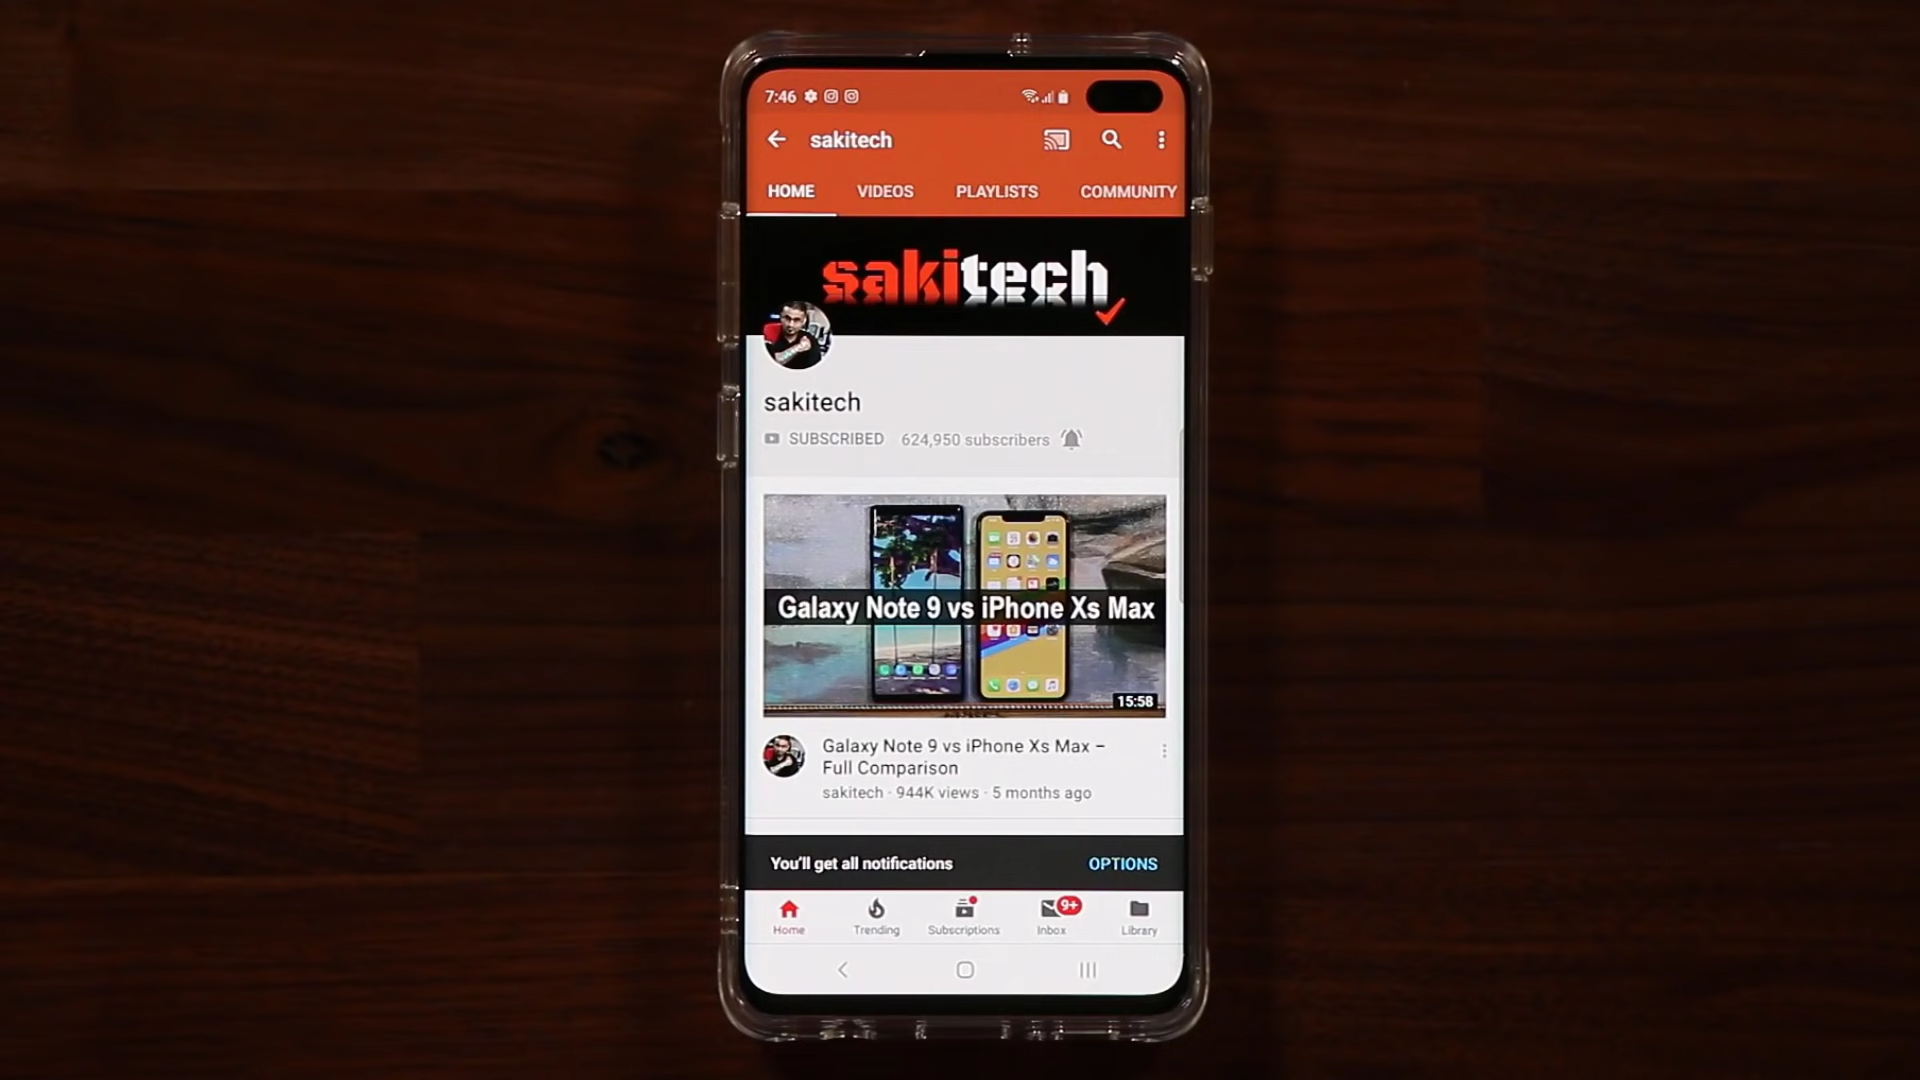 7:46
sakitech
HOME VIDEOS PLAYLISTS COMMUNITY
sakitech
sakitech
SUBSCRIBED 624,950 subscribers
Galaxy Note 9 vs iPhone Xs Max
15:58
Galaxy Note 9 vs iPhone Xs Max –
Full Comparison
sakitech · 944K views · 5 months ago
You'll get all notifications OPTIONS
9+
Home Trending Subscriptions Inbox Library